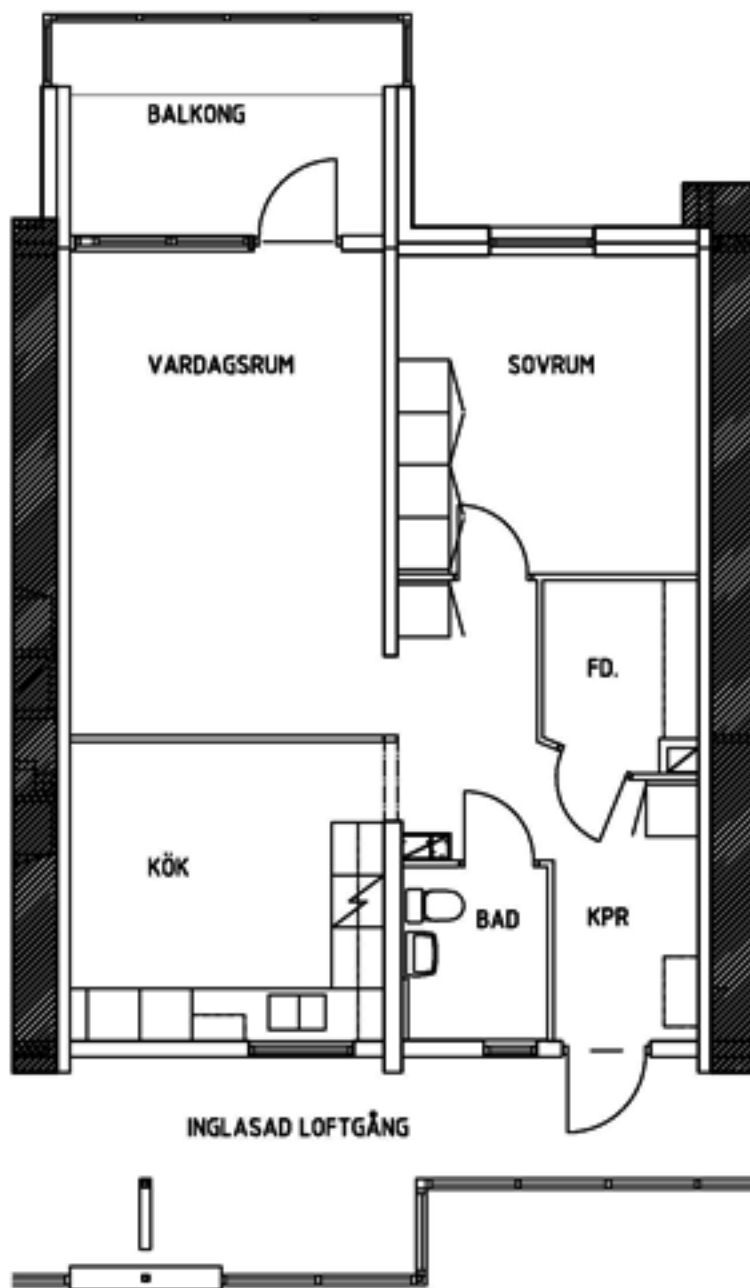 BALKONG
VARDAGSRUM
SOVRUM
FD.
KÖK
BAD
KPR
INGLASAD LOFTGÅNG